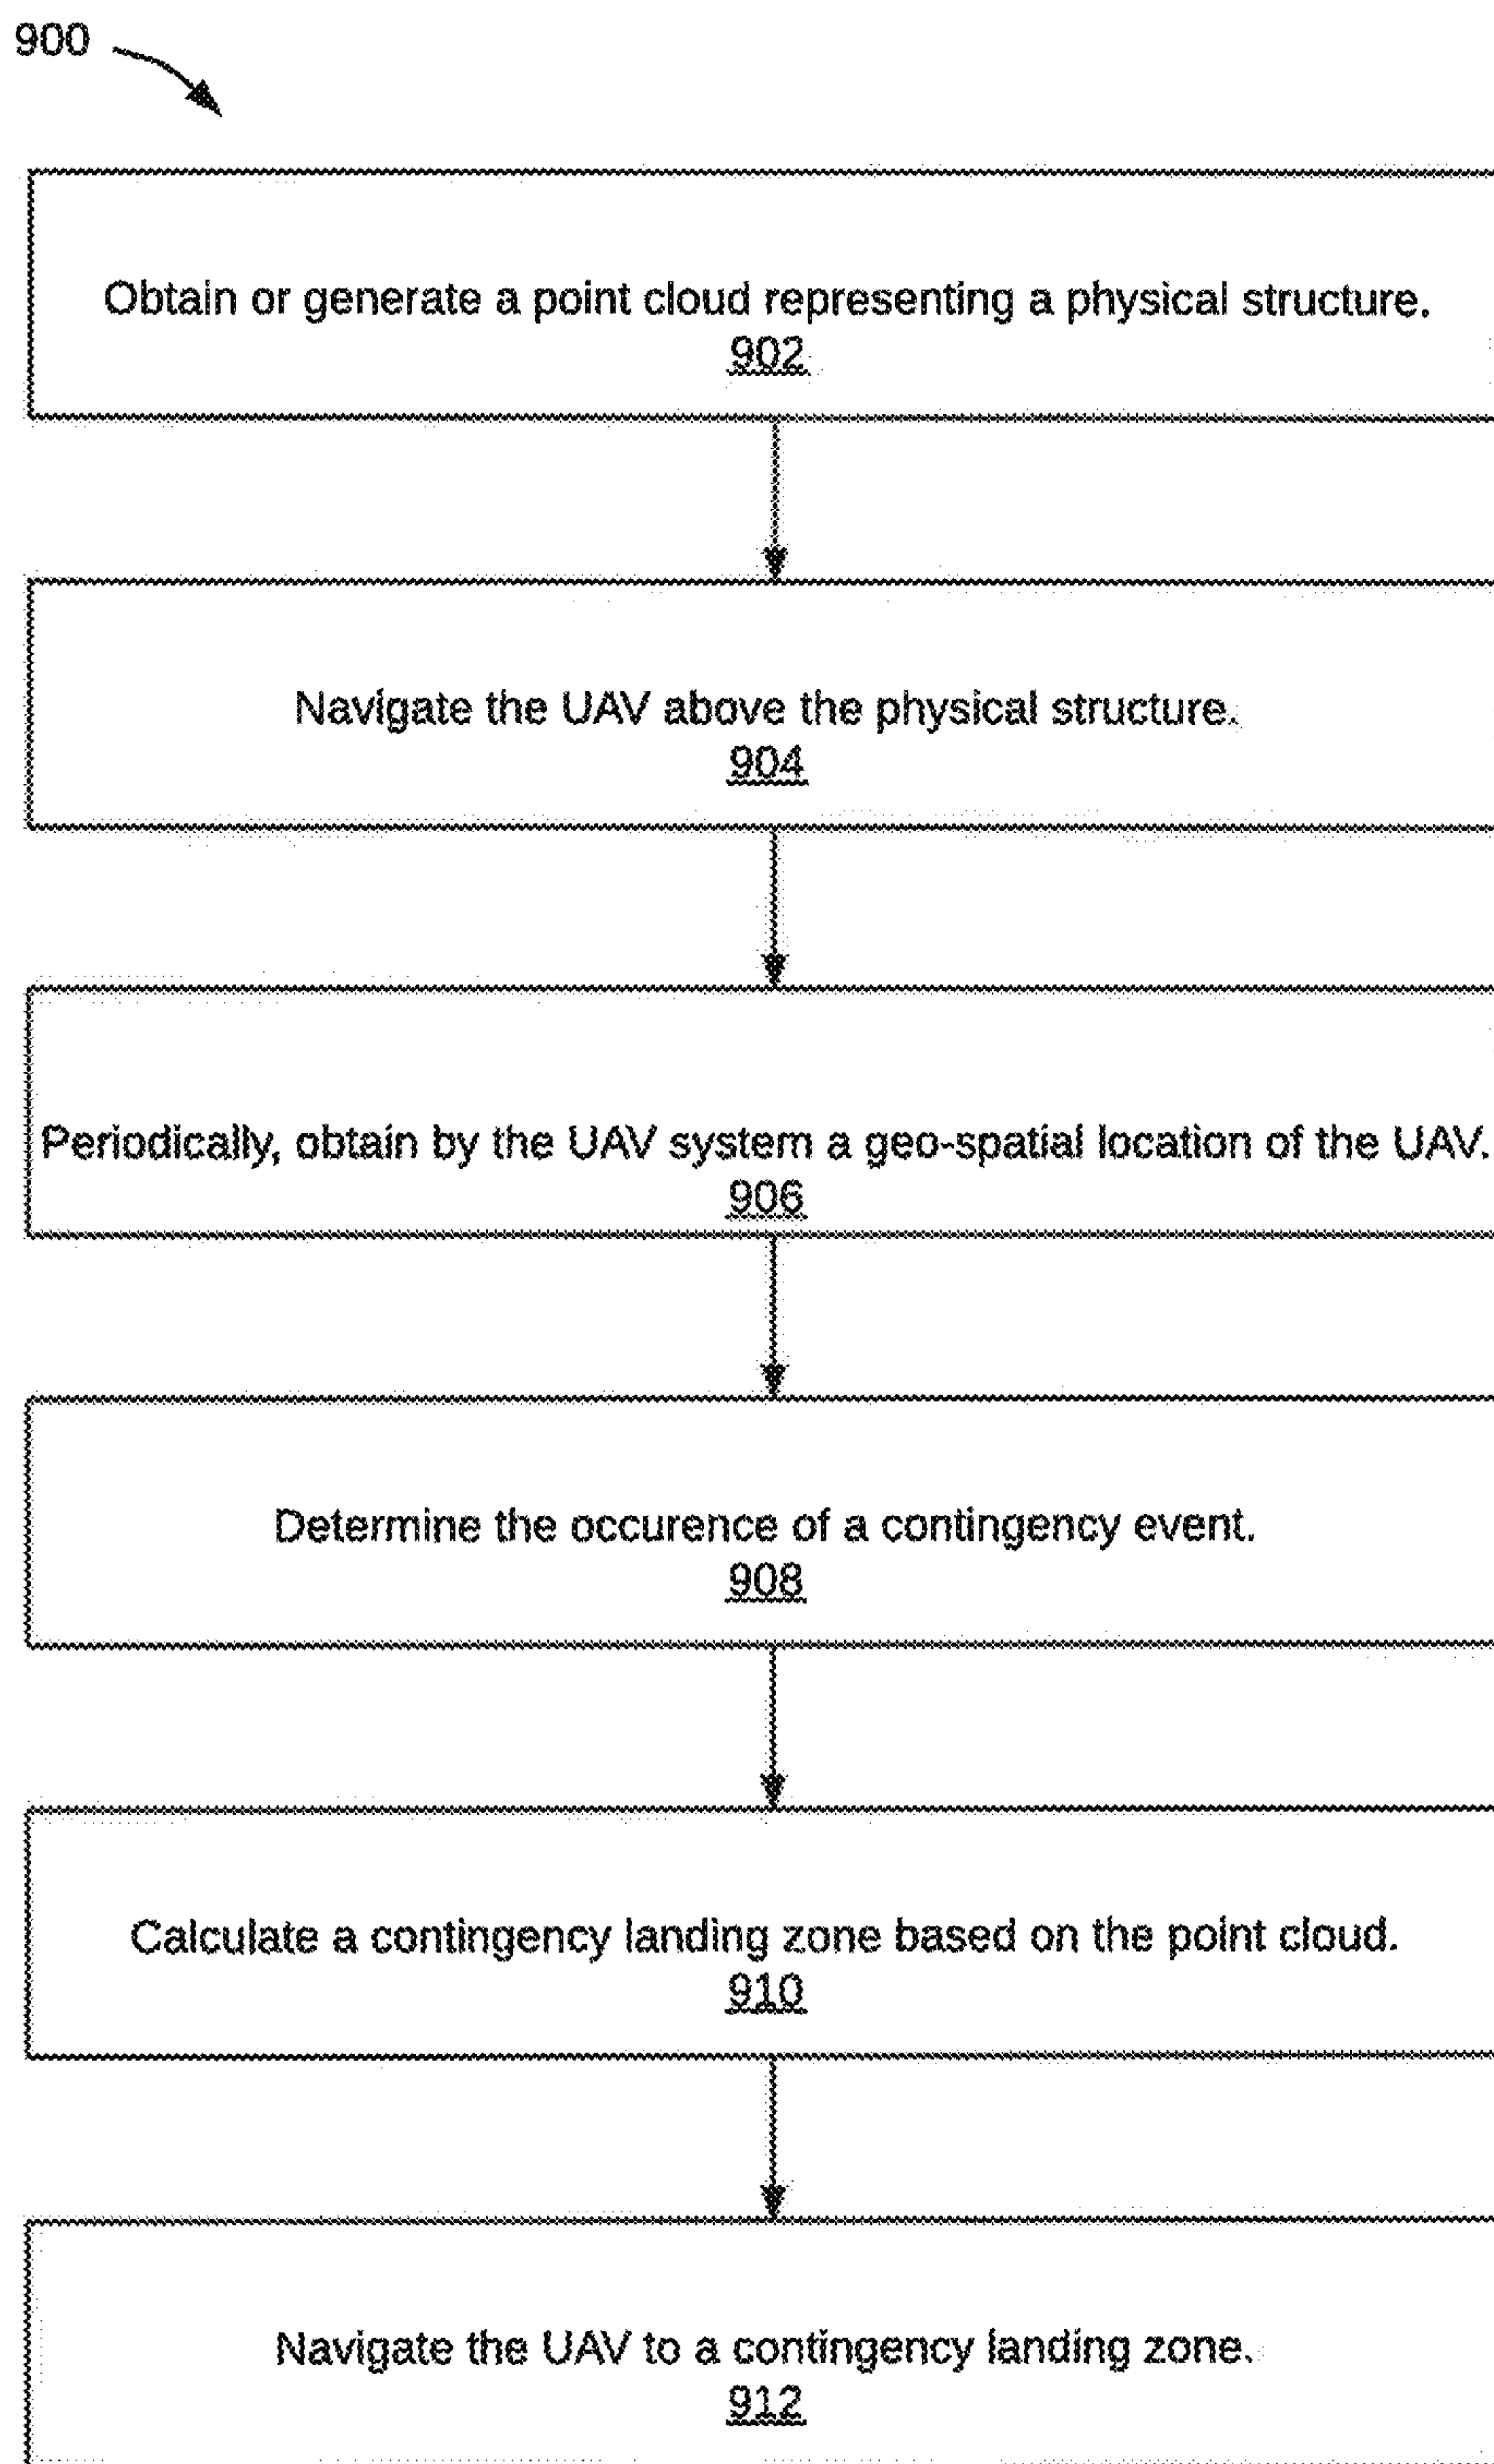 900
Obtain or generate a point cloud representing a physical structure.
902
Navigate the UAV above the physical structure.
904
Periodically, obtain by the UAV system a geo-spatial location of the UAV.
906
Determine the occurence of a contingency event.
908
Calculate a contingency landing zone based on the point cloud.
910
Navigate the UAV to a contingency landing zone.
912